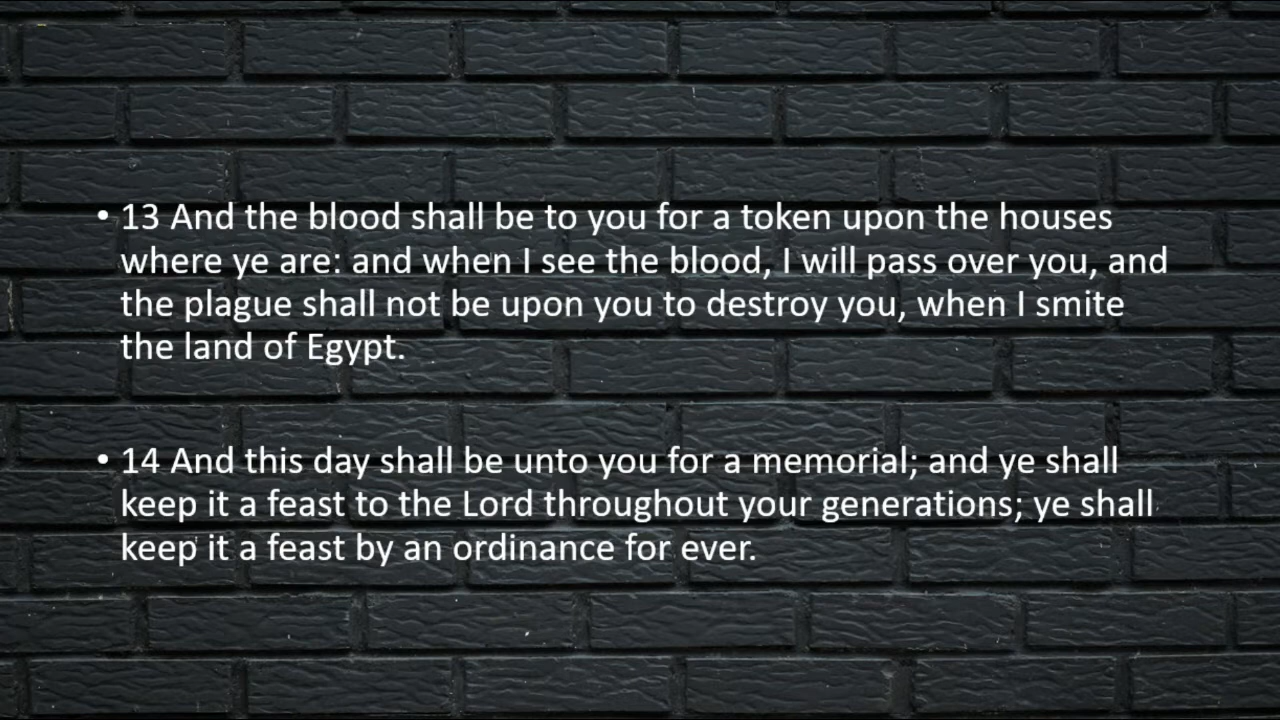 • 13 And the blood shall be to you for a token upon the houses
where ye are: and when I see the blood, I will pass over you, and
the plague shall not be upon you to destroy you, when I smite
the land of Egypt.
• 14 And this day shall be unto you for a memorial; and ye shall
keep it a feast to the Lord throughout your generations; ye shall
keep it a feast by an ordinance for ever.